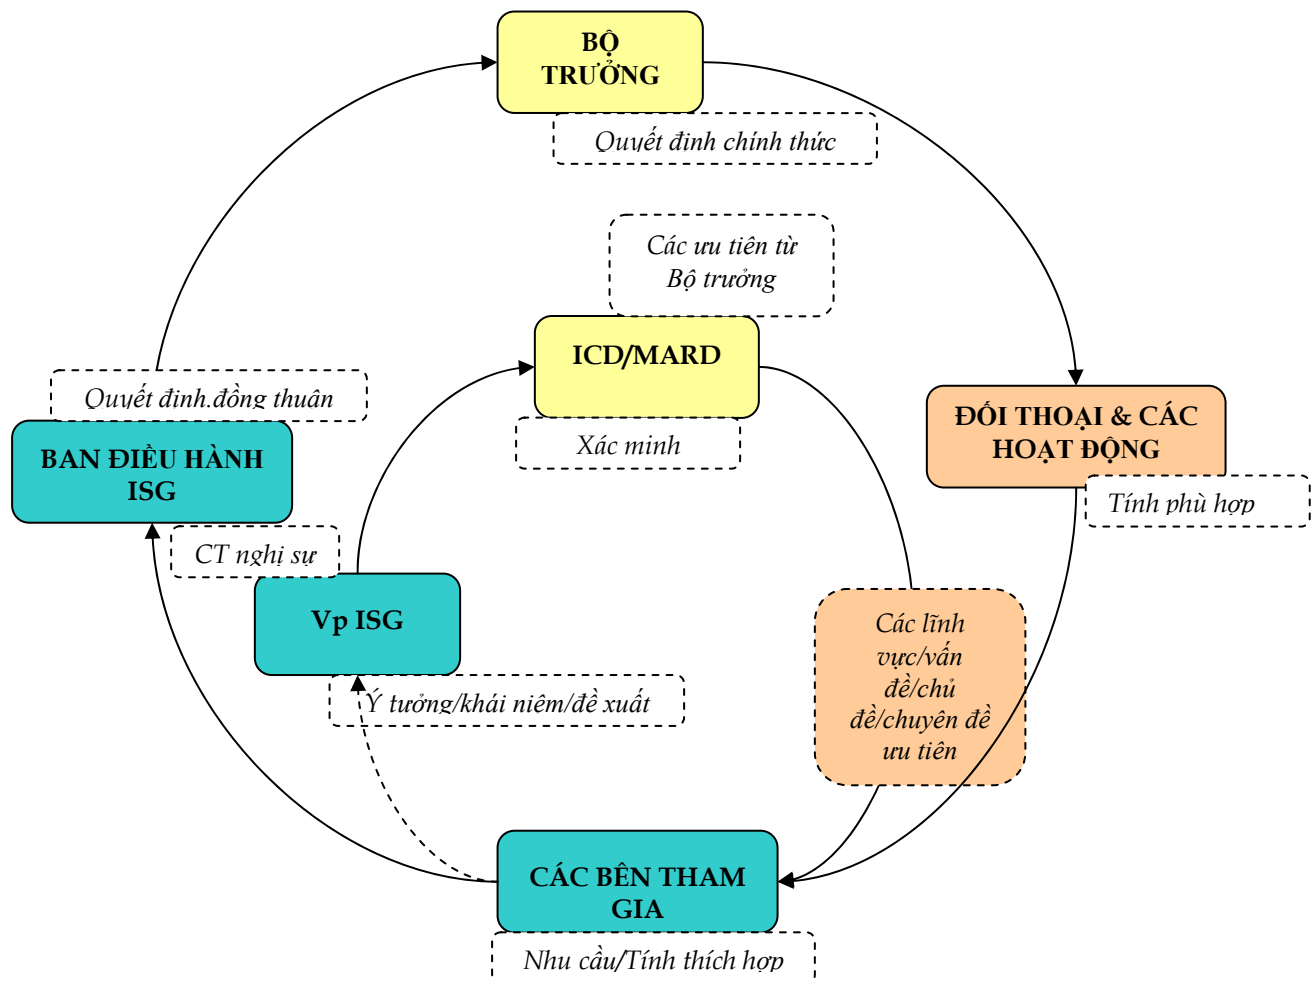 BỘ
TRƯỞNG
Quyết định chính thức
Các ưu tiên từ
Bộ trưởng
ICD/MARD
Xác minh
Quyết định,đồng thuận
BAN ĐIỀU HÀNH
ISG
ĐỐI THOẠI & CÁC
HOẠT ĐỘNG
Tính phù hợp
CT nghị sự
Vp ISG
Ý tưởng/khái niệm/đề xuất
Các lĩnh
vực/vấn
đề/chủ
đề/chuyên đề
ưu tiên
CÁC BÊN THAM
GIA
Nhu cầu/Tính thích hợp